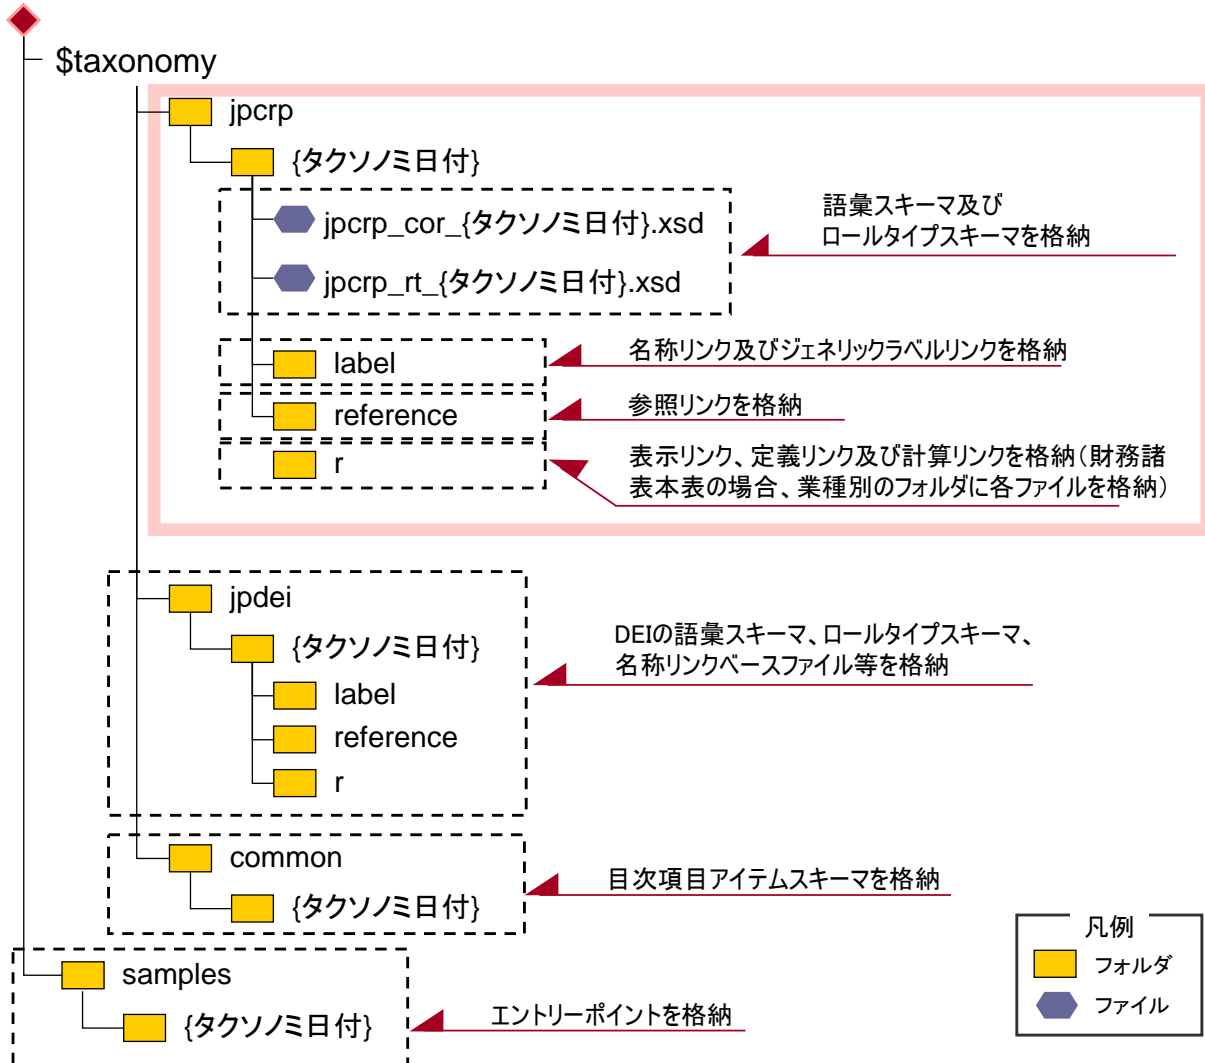 $taxonomy
jpcrp
{タクソノミ日付}
jpcrp_cor_{タクソノミ日付}.xsd
jpcrp_rt_{タクソノミ日付}.xsd
語彙スキーマ及び
ロールタイプスキーマを格納
label
名称リンク及びジェネリックラベルリンクを格納
reference
参照リンクを格納
r
表示リンク、定義リンク及び計算リンクを格納(財務諸
表本表の場合、業種別のフォルダに各ファイルを格納)
jpdei
{タクソノミ日付}
label
reference
r
DEIの語彙スキーマ、ロールタイプスキーマ、
名称リンクベースファイル等を格納
common
{タクソノミ日付}
目次項目アイテムスキーマを格納
samples
{タクソノミ日付}
エントリーポイントを格納
凡例
フォルダ
ファイル